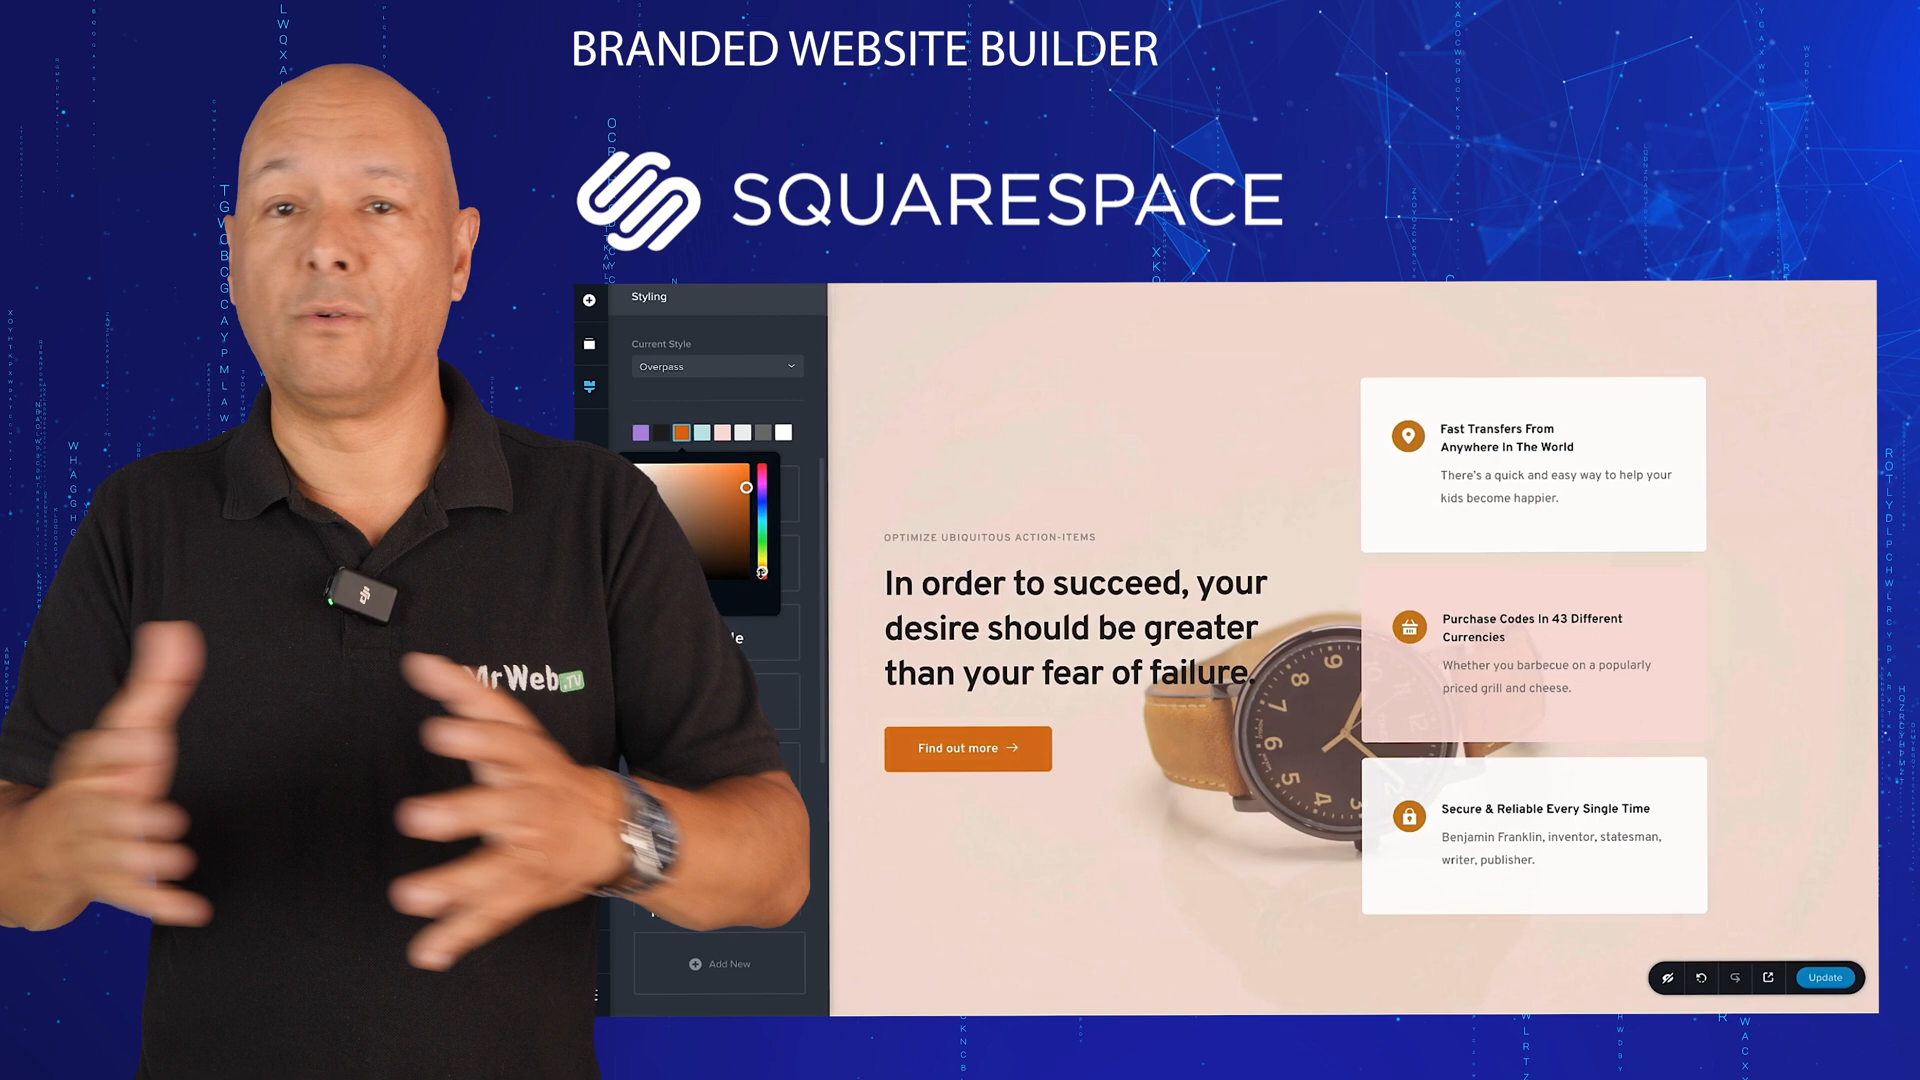 BRANDED WEBSITE BUILDER
SQUARESPACE
Styling
Current Style
Overpass
OPTIMIZE UBIQUITOUS ACTION-ITEMS
In order to succeed, your
desire should be greater
than your fear of failure.
Find out more
Fast Transfers From
Anywhere In The World
There's a quick and easy way to help your
kids become happier.
Purchase Codes In 43 Different
Currencies
Whether you barbecue on a popularly
priced grill and cheese.
Secure & Reliable Every Single Time
Benjamin Franklin, inventor, statesman,
writer, publisher.
MrWeb.TV
Add New
Update